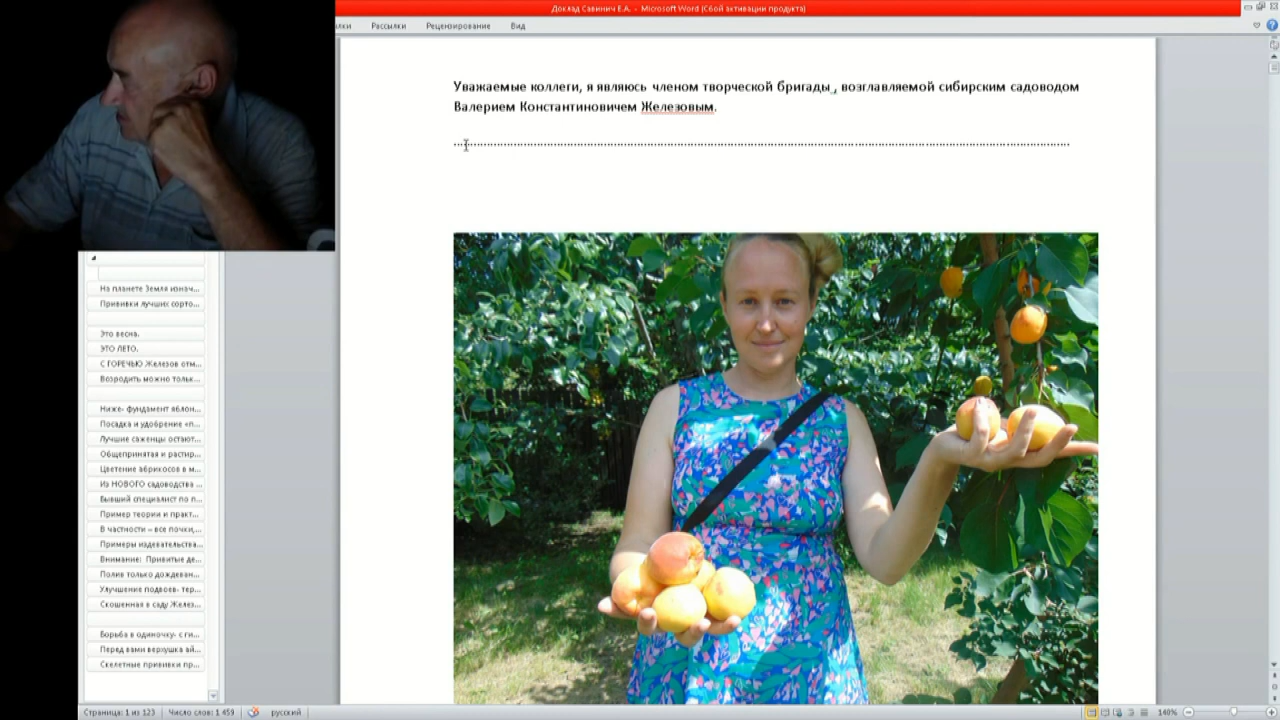 Доклад Савинич Е.А. - Microsoft Word (Сбой активации продукта)
лки Рассылки Рецензирование Вид
Уважаемые коллеги, я являюсь членом творческой бригады , возглавляемой сибирским садоводом
Валерием Константиновичем Железовым.
На планете Земля изнач...
Прививки лучших сорто...
Это весна.
ЭТО ЛЕТО.
С ГОРЕЧЬЮ Железов отм...
Возродить можно тольк...
Ниже- фундамент яблон...
Посадка и удобрение «п...
Лучшие саженцы остают...
Общепринятая и растир...
Цветение абрикосов в м...
Из НОВОГО садоводства ...
Бывший специалист по п...
Пример теории и практ...
В частности – все почки,...
Примеры издевательства...
Внимание: Привитые де...
Полив только дождеван...
Улучшение подвоев- тер...
Скошенная в саду Желез...
Борьба в одиночку- с ги...
Перед вами верхушка ай...
Скелетные прививки пр...
Страница: 1 из 123 Число слов: 1 459 русский 140%